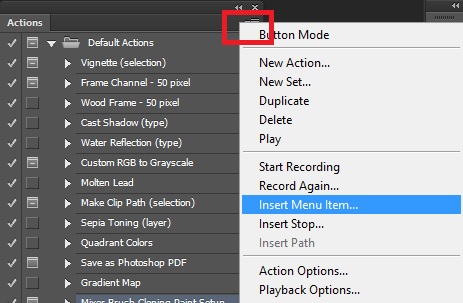 Actions
Default Actions
Vignette (selection)
Frame Channel - 50 pixel
Wood Frame - 50 pixel
Cast Shadow (type)
Water Reflection (type)
Custom RGB to Grayscale
Molten Lead
Make Clip Path (selection)
Sepia Toning (layer)
Quadrant Colors
Save as Photoshop PDF
Gradient Map
Mixer Brush Cloning Paint Setup
Button Mode
New Action...
New Set...
Duplicate
Delete
Play
Start Recording
Record Again...
Insert Menu Item...
Insert Stop...
Insert Path
Action Options...
Playback Options...